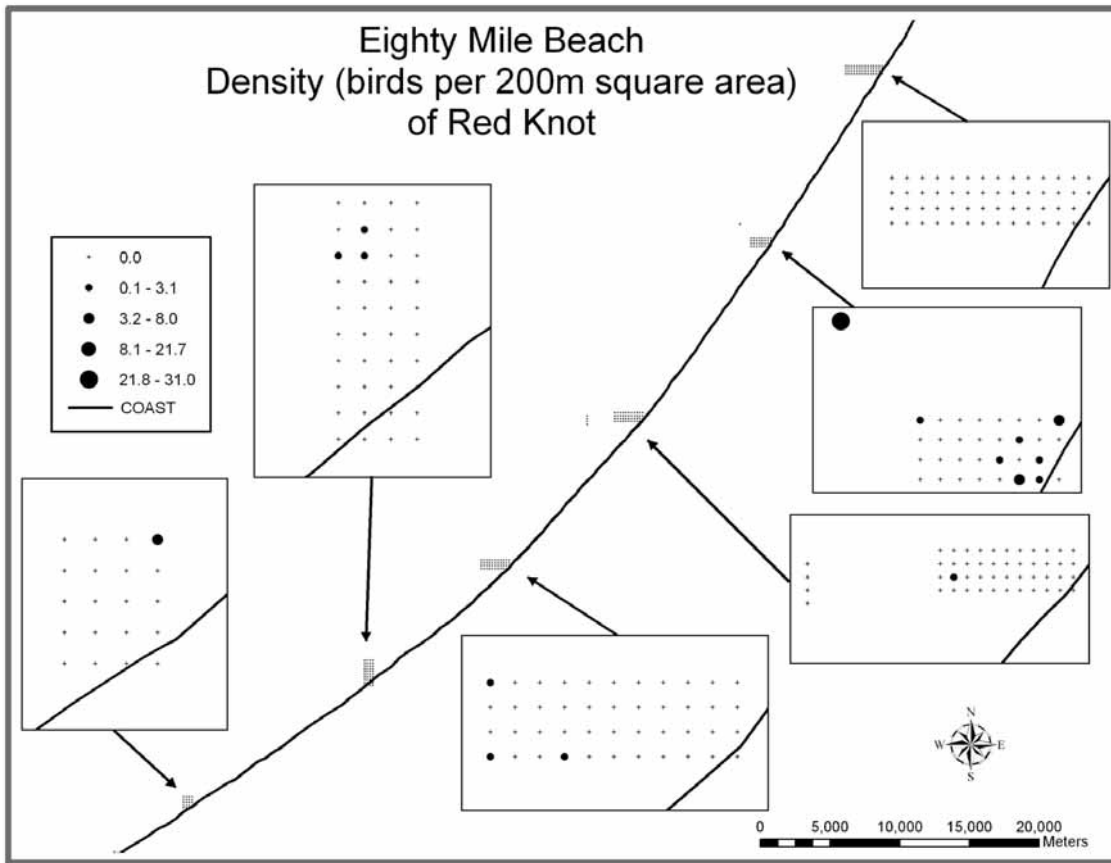 Eighty Mile Beach
Density (birds per 200m square area)
of Red Knot
0.0
0.1 - 3.1
3.2 - 8.0
8.1 - 21.7
21.8 - 31.0
COAST
N
W E
S
0 5,000 10,000 15,000 20,000
Meters